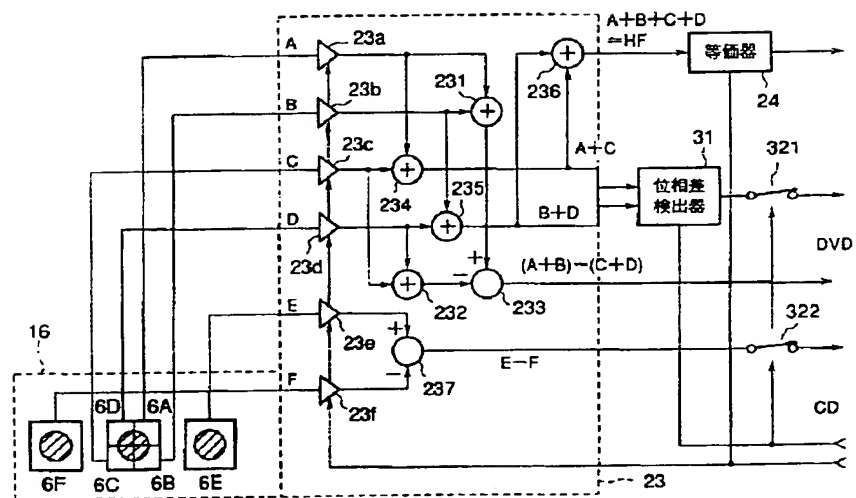 A
23a
A+B+C+D
≒HF
等価器
24
236
231
B
23b
C
23c
A+C
31
321
234
235
位相差
検出器
D
B+D
23d
DVD
(A+B)-(C+D)
+
-
232
233
322
E
16
23e
+
E-F
F
-
237
CD
6D
6A
23f
6F
6C
6B
6E
23